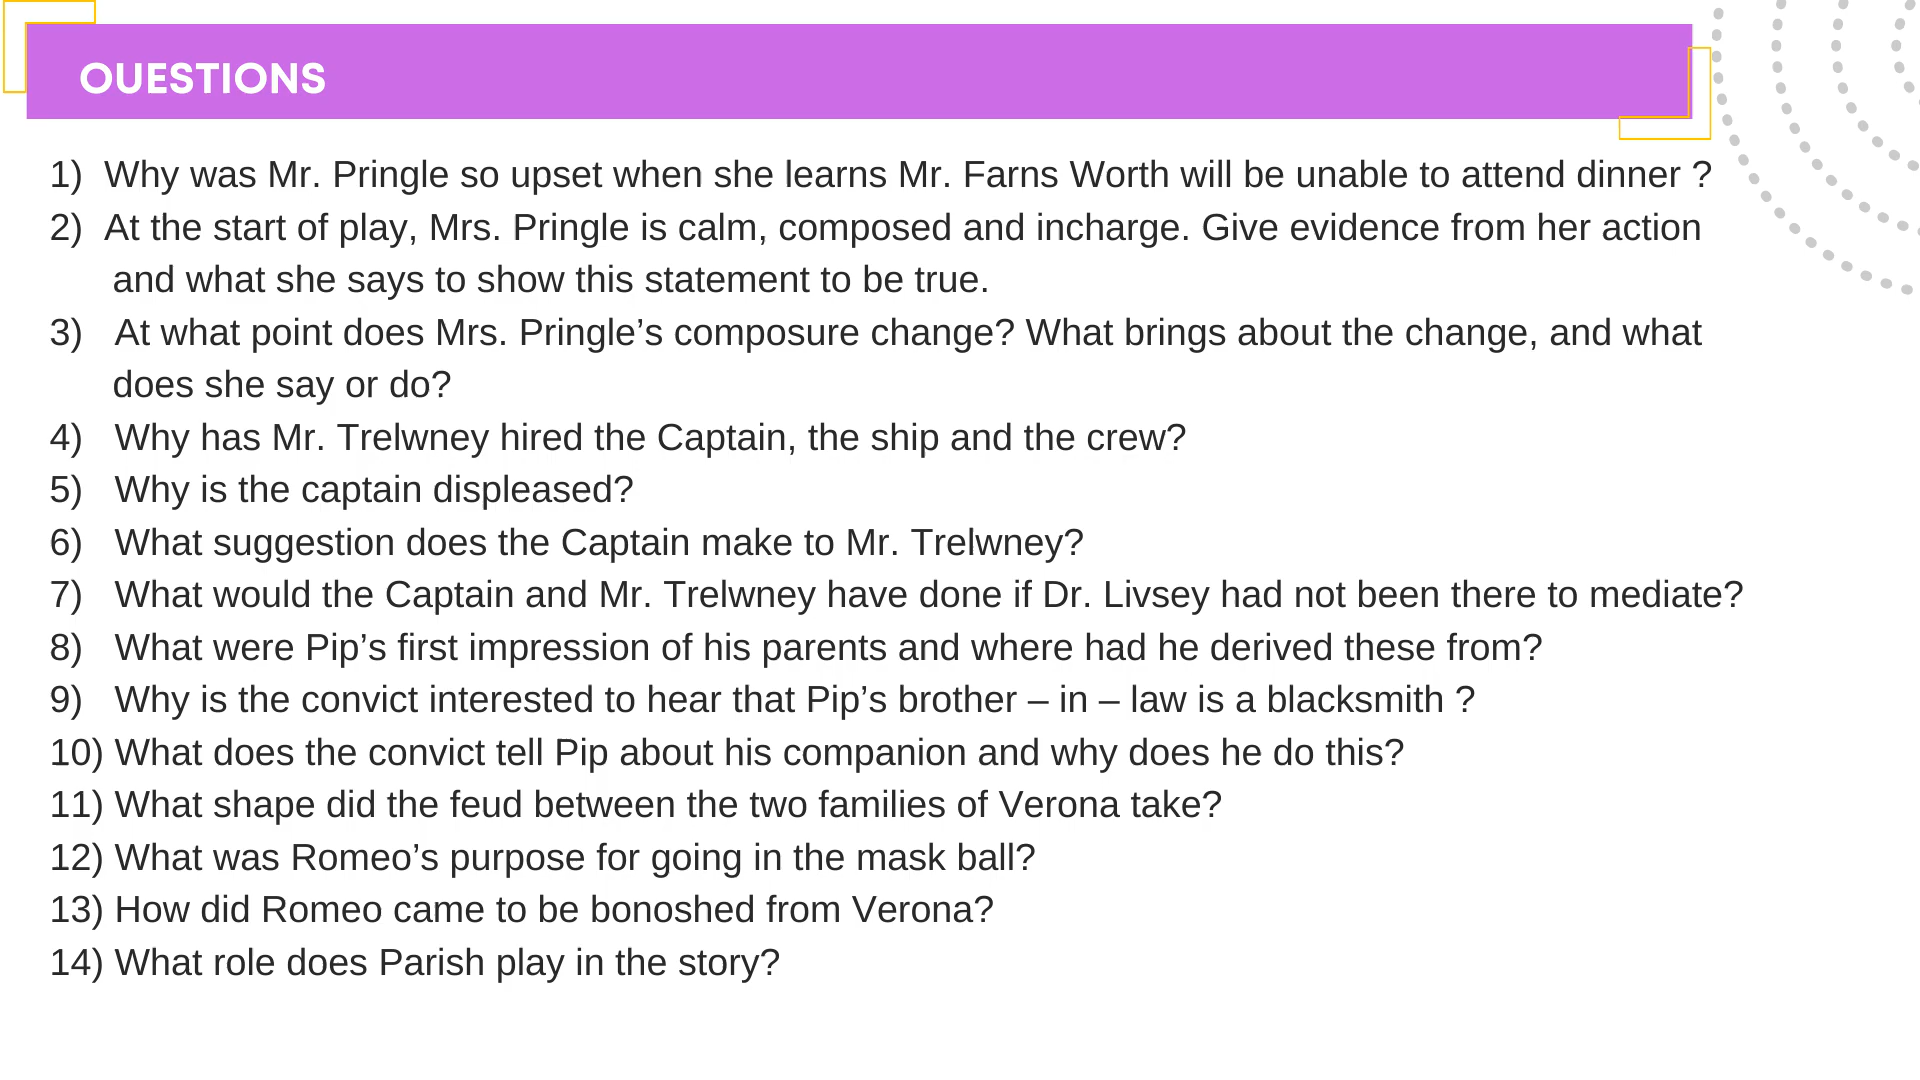 QUESTIONS
1) Why was Mr. Pringle so upset when she learns Mr. Farns Worth will be unable to attend dinner ?
2) At the start of play, Mrs. Pringle is calm, composed and incharge. Give evidence from her action
and what she says to show this statement to be true.
3) At what point does Mrs. Pringle’s composure change? What brings about the change, and what
does she say or do?
4) Why has Mr. Trelwney hired the Captain, the ship and the crew?
5) Why is the captain displeased?
6) What suggestion does the Captain make to Mr. Trelwney?
7) What would the Captain and Mr. Trelwney have done if Dr. Livsey had not been there to mediate?
8) What were Pip’s first impression of his parents and where had he derived these from?
9) Why is the convict interested to hear that Pip’s brother – in – law is a blacksmith ?
10) What does the convict tell Pip about his companion and why does he do this?
11) What shape did the feud between the two families of Verona take?
12) What was Romeo’s purpose for going in the mask ball?
13) How did Romeo came to be bonoshed from Verona?
14) What role does Parish play in the story?